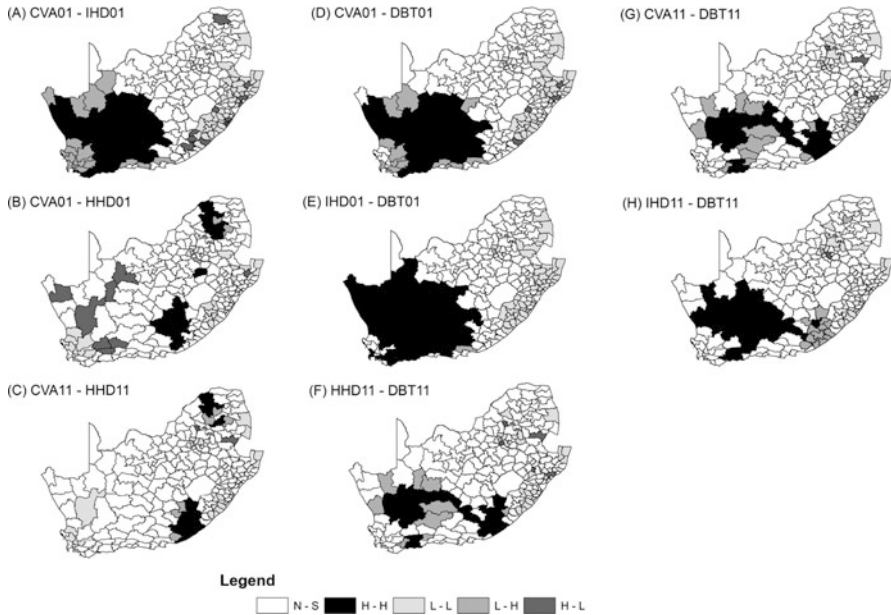 (A) CVA01 - IHD01
(D) CVA01 - DBT01
(G) CVA11 - DBT11
(B) CVA01 - HHD01
(E) IHD01 - DBT01
(H) IHD11 - DBT11
(C) CVA11 - HHD11
(F) HHD11 - DBT11
Legend
N - S H - H L - L L - H H - L